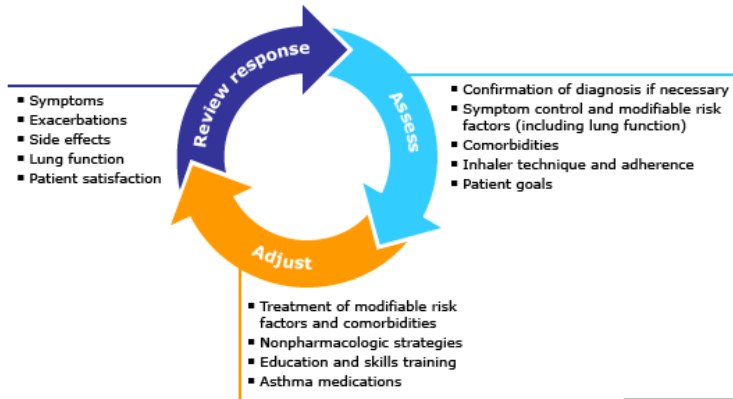 Review response
▪ Symptoms
▪ Exacerbations
▪ Side effects
▪ Lung function
▪ Patient satisfaction
Assess
▪ Confirmation of diagnosis if necessary
▪ Symptom control and modifiable risk
factors (including lung function)
▪ Comorbidities
▪ Inhaler technique and adherence
▪ Patient goals
Adjust
▪ Treatment of modifiable risk
factors and comorbidities
▪ Nonpharmacologic strategies
▪ Education and skills training
▪ Asthma medications